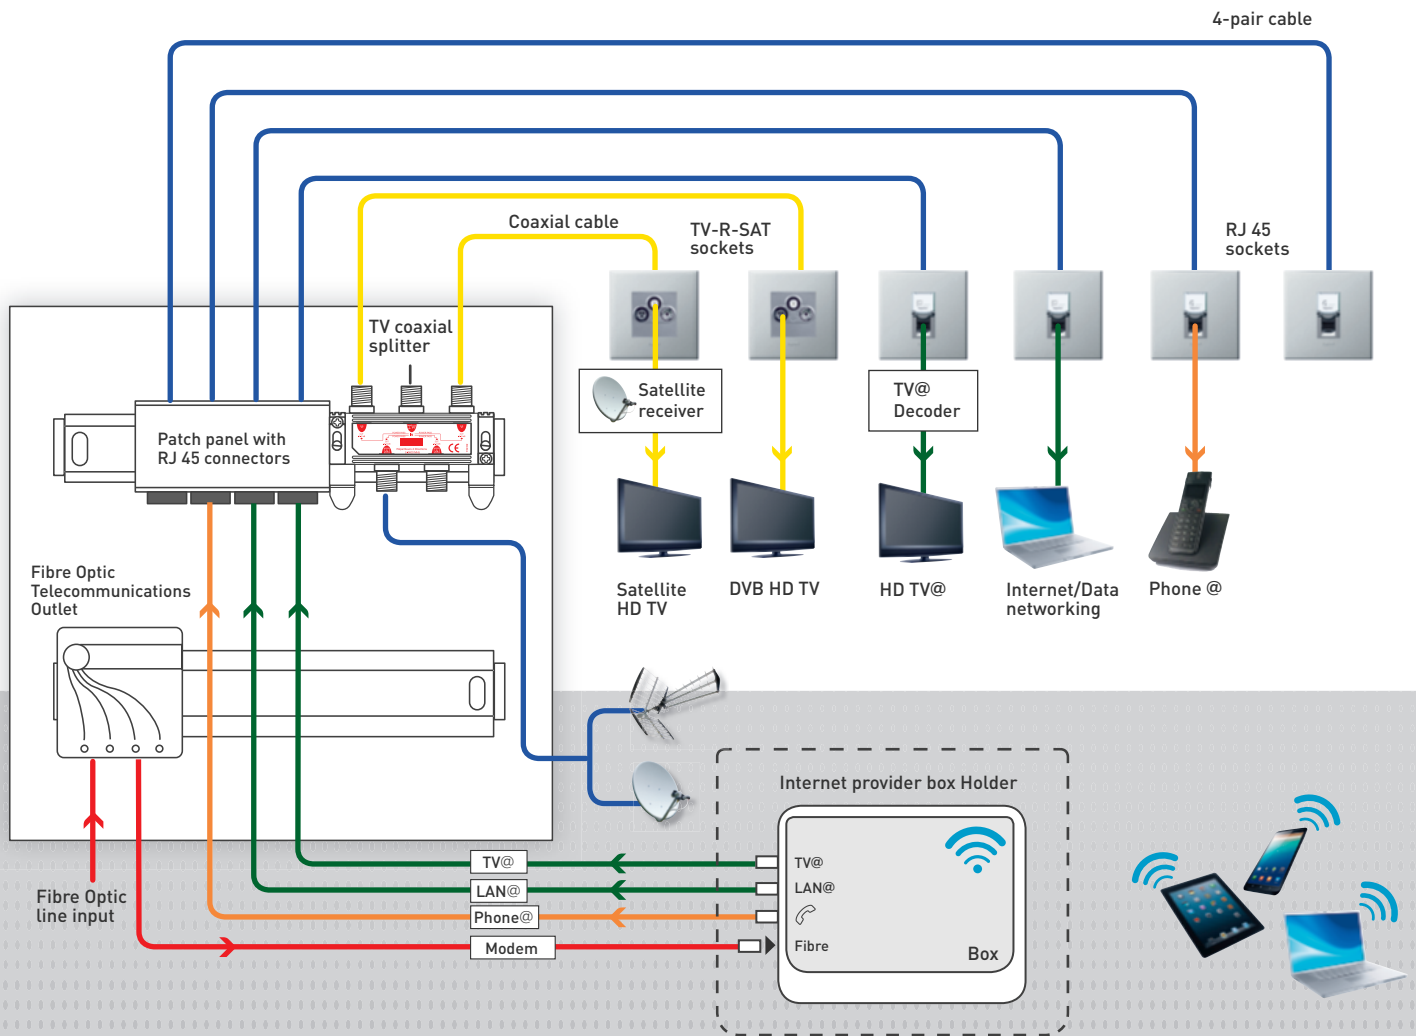 4-pair cable
Coaxial cable
TV-R-SAT
sockets
RJ 45
sockets
TV coaxial
splitter
Satellite
receiver
TV@
Decoder
Patch panel with
RJ 45 connectors
CE
Fibre Optic
Telecommunications
Outlet
Satellite
HD TV
DVB HD TV
HD TV@
Internet/Data
networking
Phone @
Internet provider box Holder
TV@
TV@
LAN@
LAN@
Phone@
Modem
Fibre
Box
Fibre Optic
line input